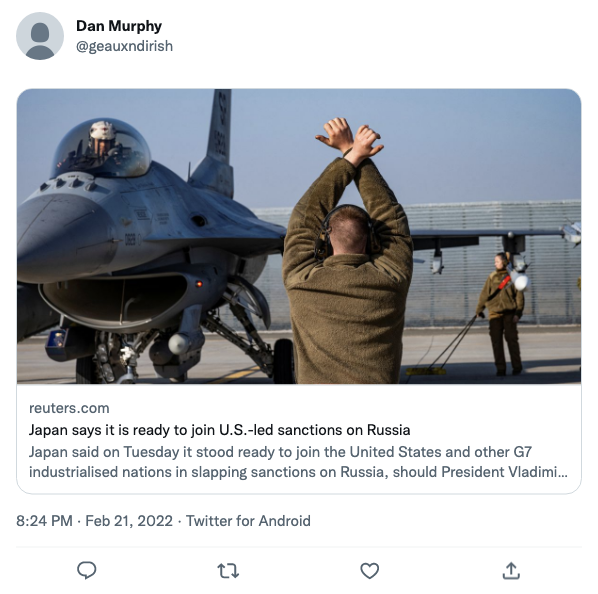 Dan Murphy
@geauxndirish
reuters.com
Japan says it is ready to join U.S.-led sanctions on Russia
Japan said on Tuesday it stood ready to join the United States and other G7
industrialised nations in slapping sanctions on Russia, should President Vladimi...
8:24 PM · Feb 21, 2022 · Twitter for Android